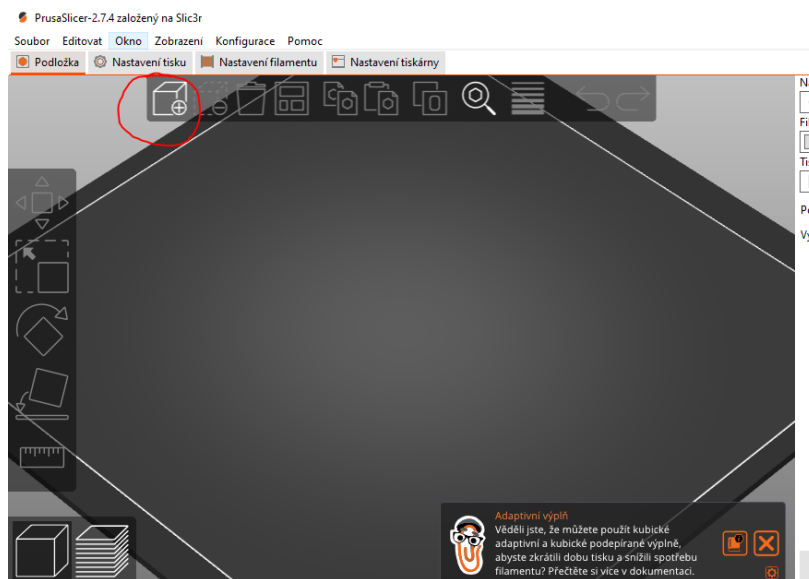 PrusaSlicer-2.7.4 založený na Slic3r
Soubor Editovat Okno Zobrazení Konfigurace Pomoc
Podložka Nastavení tisku Nastavení filamentu Nastavení tiskárny
Adaptivní výplň
Věděli jste, že můžete použít kubické
adaptivní a kubické podepírané výplně,
abyste zkrátili dobu tisku a snížili spotřebu
filamentu? Přečtěte si více v dokumentaci.